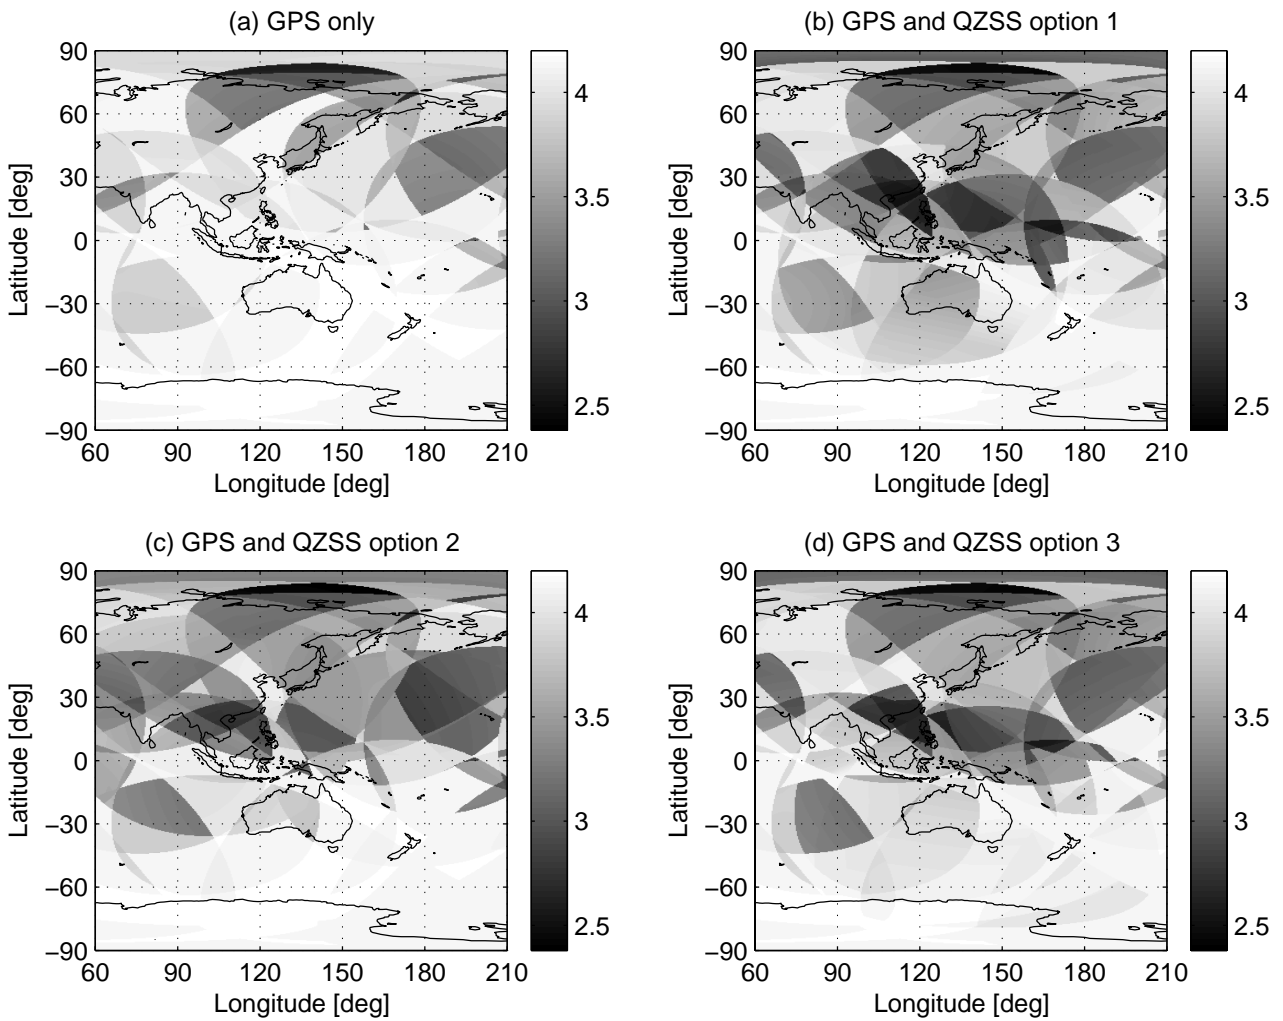 (a) GPS only
90
60
30
0
−30
−60
−90
Latitude [deg]
60 90 120 150 180 210
Longitude [deg]
4
3.5
3
2.5
(b) GPS and QZSS option 1
90
60
30
0
−30
−60
−90
Latitude [deg]
60 90 120 150 180 210
Longitude [deg]
4
3.5
3
2.5
(c) GPS and QZSS option 2
90
60
30
0
−30
−60
−90
Latitude [deg]
60 90 120 150 180 210
Longitude [deg]
4
3.5
3
2.5
(d) GPS and QZSS option 3
90
60
30
0
−30
−60
−90
Latitude [deg]
60 90 120 150 180 210
Longitude [deg]
4
3.5
3
2.5